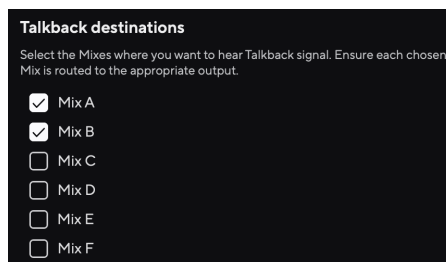 Talkback destinations
Select the Mixes where you want to hear Talkback signal. Ensure each chosen
Mix is routed to the appropriate output.
Mix A
Mix B
Mix C
Mix D
Mix E
Mix F